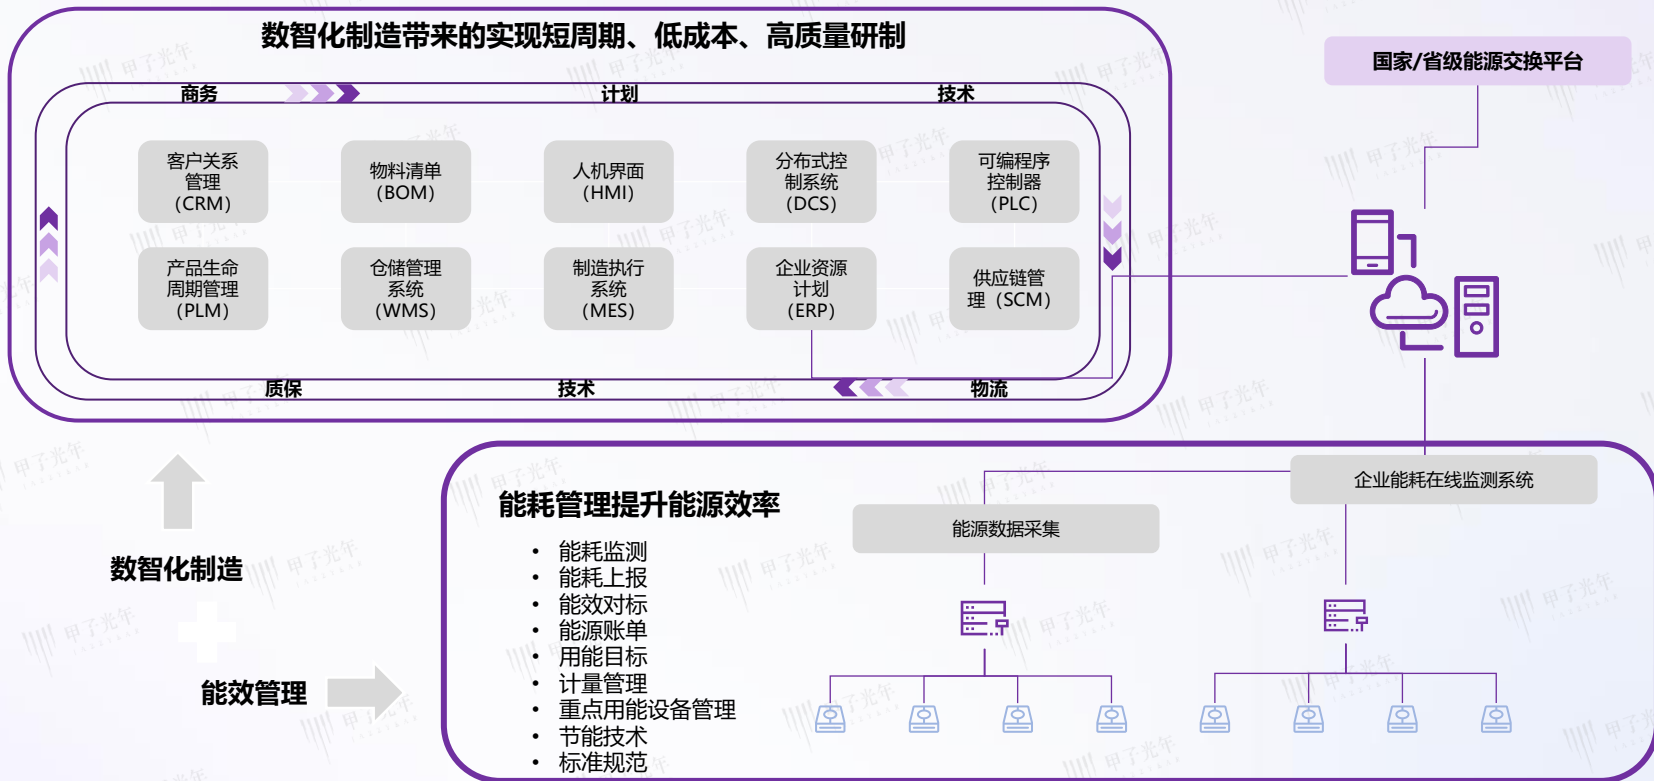 数智化制造带来的实现短周期、低成本、高质量研制
国家/省级能源交换平台
商务
计划
技术
客户关系
管理
（CRM）
物料清单
（BOM）
人机界面
（HMI）
分布式控
制系统
（DCS）
可编程序
控制器
（PLC）
产品生命
周期管理
（PLM）
仓储管理
系统
（WMS）
制造执行
系统
（MES）
企业资源
计划
（ERP）
供应链管
理（SCM）
质保
技术
物流
数智化制造
能效管理
能耗管理提升能源效率
• 能耗监测
• 能耗上报
• 能效对标
• 能源账单
• 用能目标
• 计量管理
• 重点用能设备管理
• 节能技术
• 标准规范
企业能耗在线监测系统
能源数据采集
甲子光年